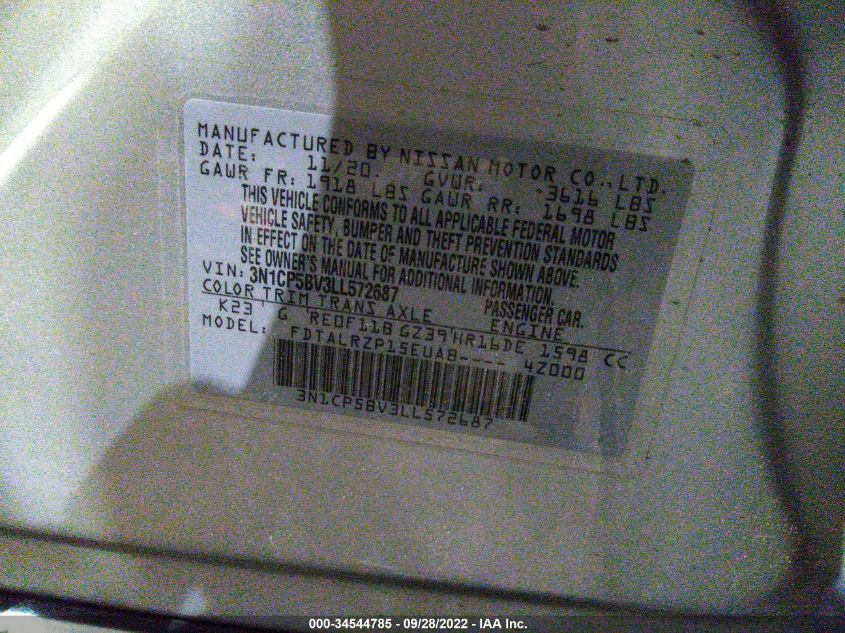 MANUFACTURED BY NISSAN MOTOR CO., LTD.
DATE: 11/20. GVWR: 3616 LBS
GAWR FR: 1918 LBS GAWR RR: 1698 LBS
THIS VEHICLE CONFORMS TO ALL APPLICABLE FEDERAL MOTOR
VEHICLE SAFETY, BUMPER AND THEFT PREVENTION STANDARDS
IN EFFECT ON THE DATE OF MANUFACTURE SHOWN ABOVE.
SEE OWNER'S MANUAL FOR ADDITIONAL INFORMATION.
VIN: 3N1CP5BV3LL572687 PASSENGER CAR.
COLOR TRIM TRANS AXLE ENGINE
K23 G RE0F11B GZ39 HR16DE 1598 CC
MODEL: FDTALRZP15EUAB---- 4Z000
3N1CP5BV3LL572687
000-34544785 - 09/28/2022 - IAA Inc.